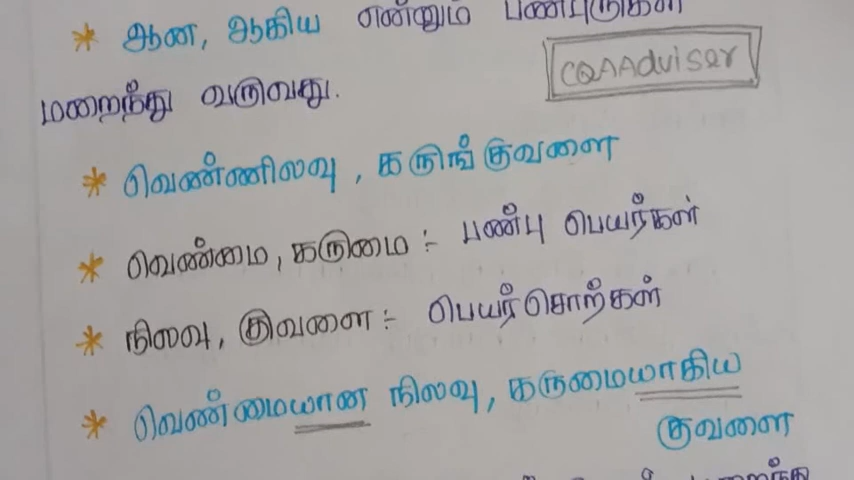 * ஆன, ஆகிய என்னும் பண்புருகள்
மறைந்து வருவது.
CQAAdviser
* வெண்ணிலவு, கருங்குவளை
* வெண்மை, கருமை :- பண்பு பெயர்கள்
* நிலவு, குவளை :- பெயர்சொற்கள்
* வெண்மையான நிலவு, கருமையாகிய
குவளை